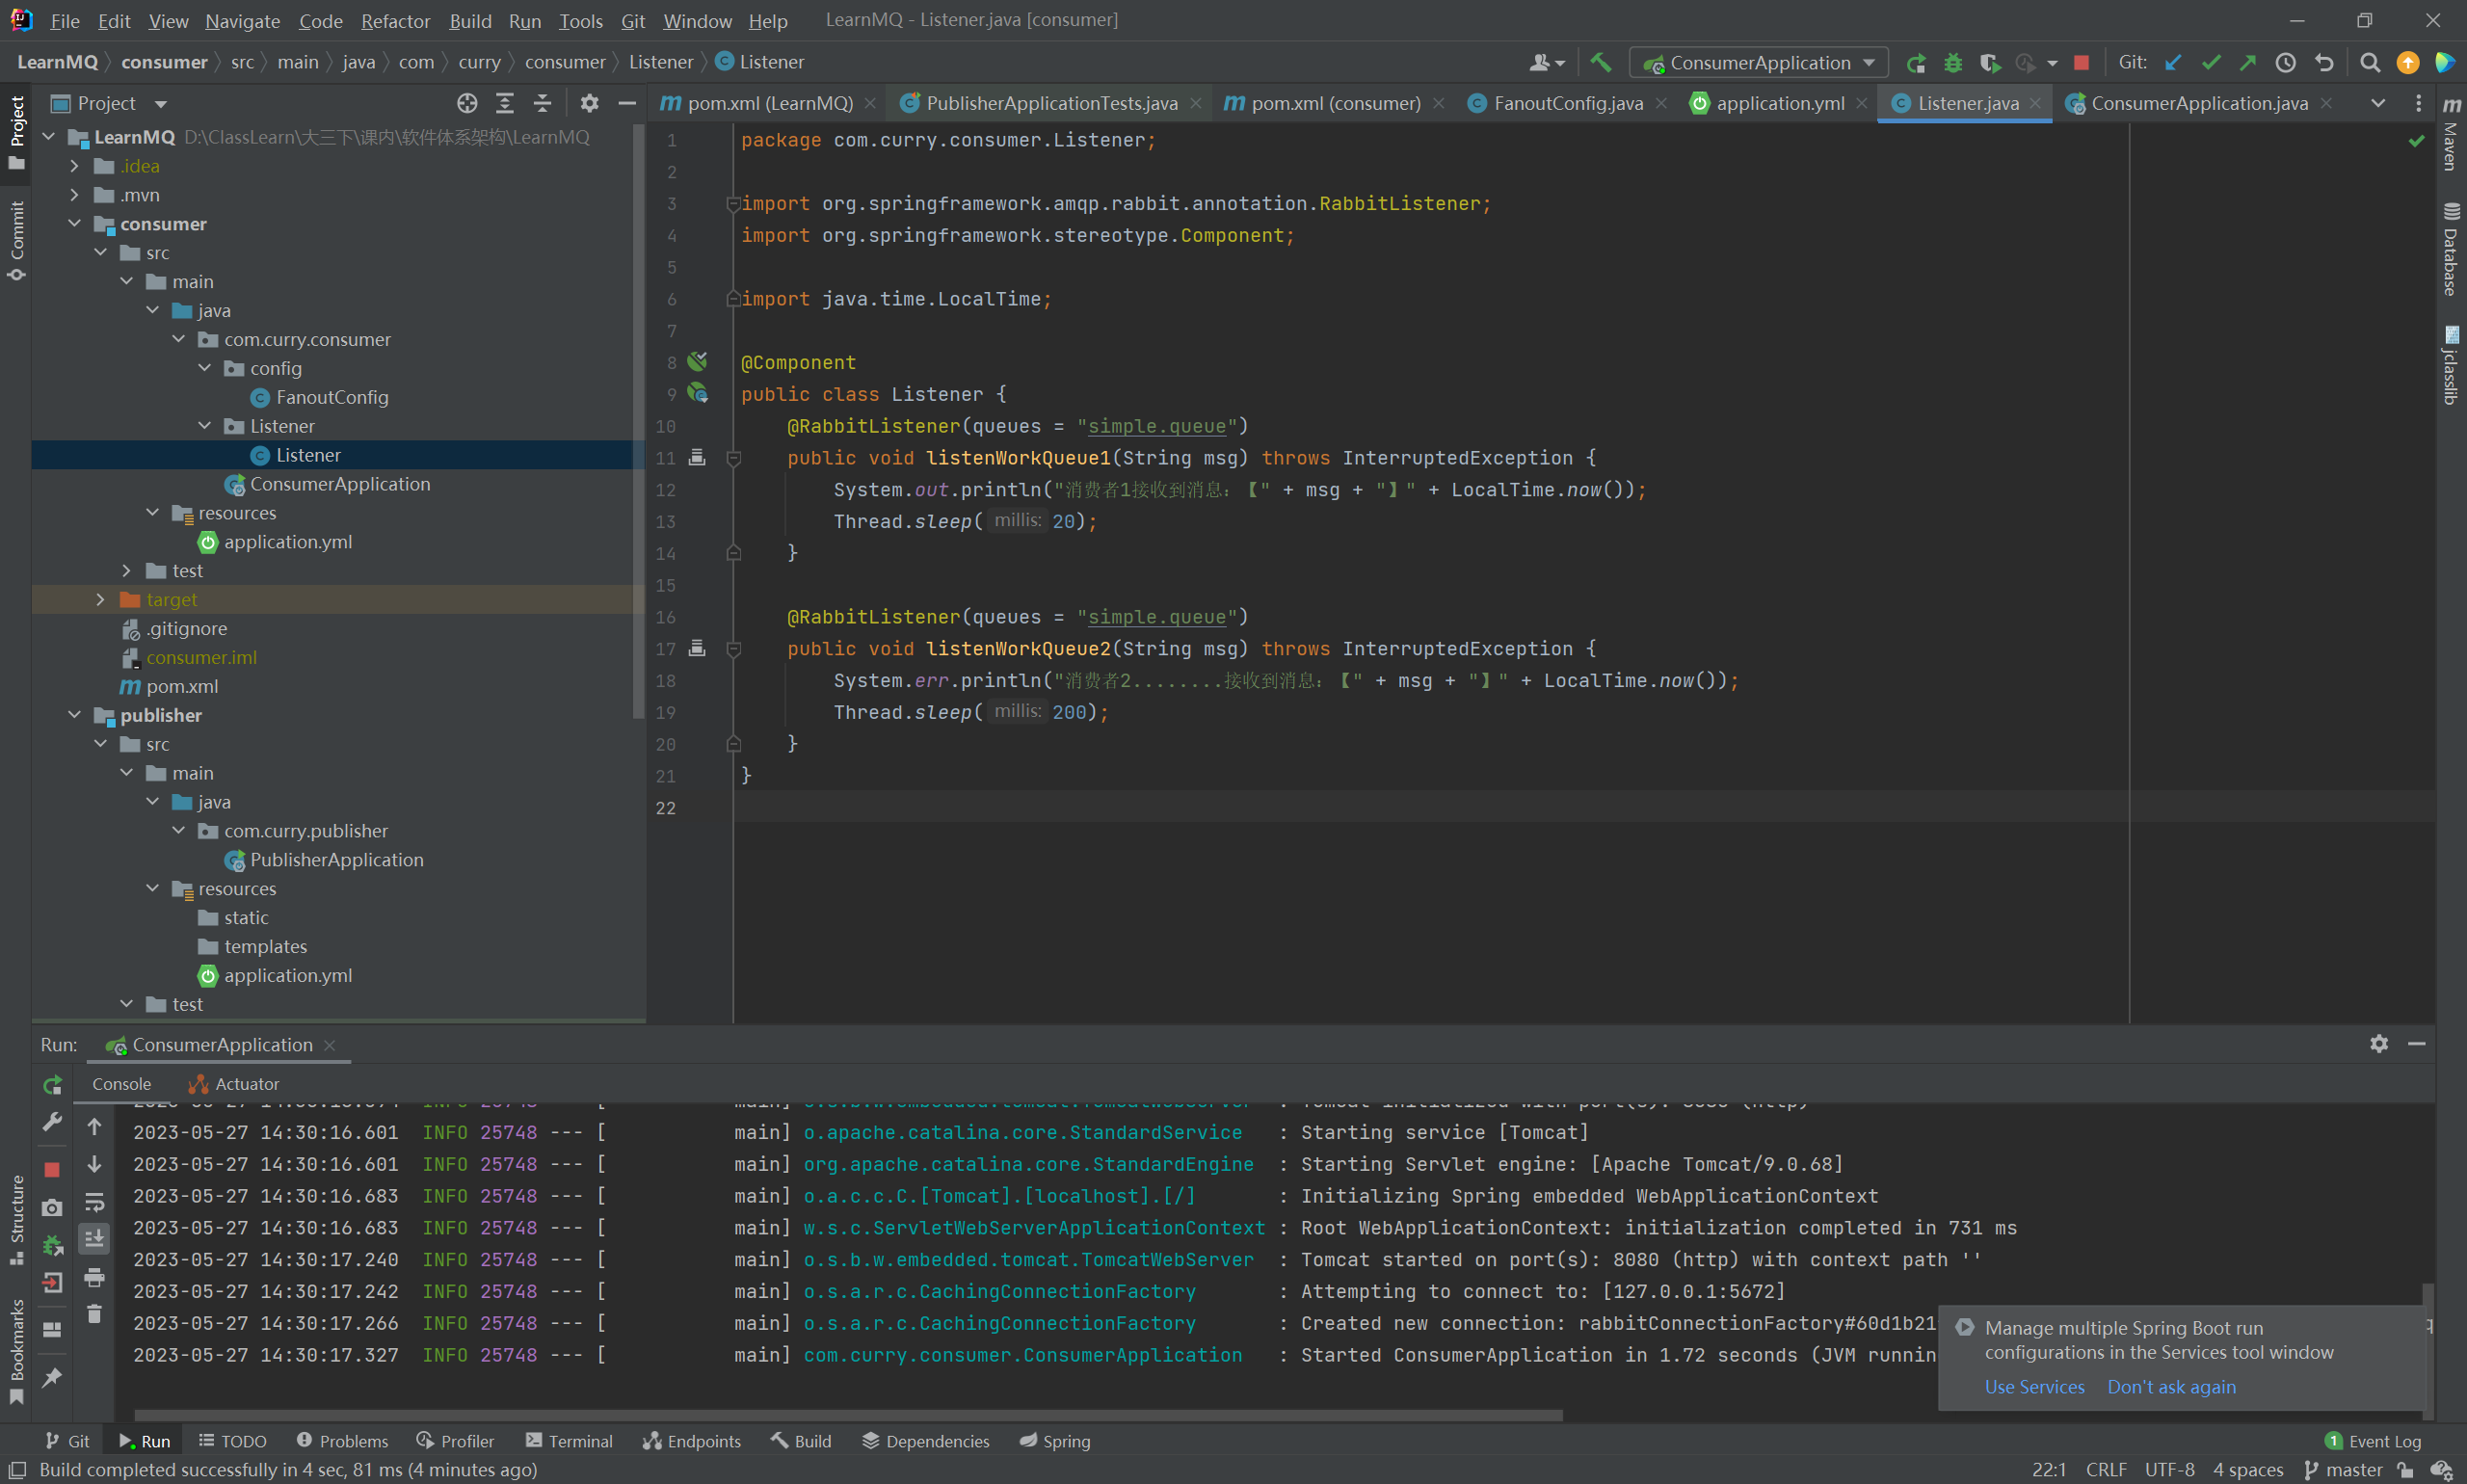 File Edit View Navigate Code Refactor Build Run Tools Git Window Help LearnMQ - Listener.java [consumer]
LearnMQ consumer src main java com curry consumer Listener Listener ConsumerApplication Git:
Project
pom.xml (LearnMQ) PublisherApplicationTests.java pom.xml (consumer) FanoutConfig.java application.yml Listener.java ConsumerApplication.java
LearnMQ D:\ClassLearn\大三下\课内\软件体系架构\LearnMQ
.idea
.mvn
consumer
src
main
java
com.curry.consumer
config
FanoutConfig
Listener
Listener
ConsumerApplication
resources
application.yml
test
target
.gitignore
consumer.iml
pom.xml
publisher
src
main
java
com.curry.publisher
PublisherApplication
resources
static
templates
application.yml
test
1 package com.curry.consumer.Listener;
2
3 import org.springframework.amqp.rabbit.annotation.RabbitListener;
4 import org.springframework.stereotype.Component;
5
6 import java.time.LocalTime;
7
8 @Component
9 public class Listener {
10 @RabbitListener(queues = "simple.queue")
11 public void listenWorkQueue1(String msg) throws InterruptedException {
12 System.out.println("消费者1接收到消息：【" + msg + "】" + LocalTime.now());
13 Thread.sleep( millis: 20);
14 }
15
16 @RabbitListener(queues = "simple.queue")
17 public void listenWorkQueue2(String msg) throws InterruptedException {
18 System.err.println("消费者2........接收到消息：【" + msg + "】" + LocalTime.now());
19 Thread.sleep( millis: 200);
20 }
21 }
22
Project
Commit
Structure
Bookmarks
Maven
Database
jclasslib
Run: ConsumerApplication
Console Actuator
2023-05-27 14:30:16.601 INFO 25748 --- [ main] o.apache.catalina.core.StandardService : Starting service [Tomcat]
2023-05-27 14:30:16.601 INFO 25748 --- [ main] org.apache.catalina.core.StandardEngine : Starting Servlet engine: [Apache Tomcat/9.0.68]
2023-05-27 14:30:16.683 INFO 25748 --- [ main] o.a.c.c.C.[Tomcat].[localhost].[/] : Initializing Spring embedded WebApplicationContext
2023-05-27 14:30:16.683 INFO 25748 --- [ main] w.s.c.ServletWebServerApplicationContext : Root WebApplicationContext: initialization completed in 731 ms
2023-05-27 14:30:17.240 INFO 25748 --- [ main] o.s.b.w.embedded.tomcat.TomcatWebServer : Tomcat started on port(s): 8080 (http) with context path ''
2023-05-27 14:30:17.242 INFO 25748 --- [ main] o.s.a.r.c.CachingConnectionFactory : Attempting to connect to: [127.0.0.1:5672]
2023-05-27 14:30:17.266 INFO 25748 --- [ main] o.s.a.r.c.CachingConnectionFactory : Created new connection: rabbitConnectionFactory#60d1b21
2023-05-27 14:30:17.327 INFO 25748 --- [ main] com.curry.consumer.ConsumerApplication : Started ConsumerApplication in 1.72 seconds (JVM runnin
Manage multiple Spring Boot run
configurations in the Services tool window
Use Services Don't ask again
Git Run TODO Problems Profiler Terminal Endpoints Build Dependencies Spring 1 Event Log
Build completed successfully in 4 sec, 81 ms (4 minutes ago) 22:1 CRLF UTF-8 4 spaces master